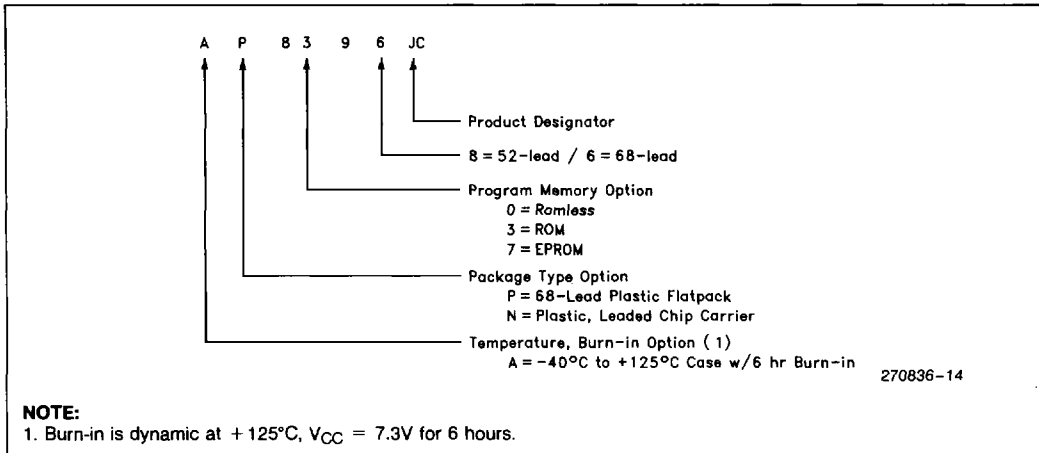 A P 8 3 9 6 JC
Product Designator
8 = 52-lead / 6 = 68-lead
Program Memory Option
0 = Romless
3 = ROM
7 = EPROM
Package Type Option
P = 68-Lead Plastic Flatpack
N = Plastic, Leaded Chip Carrier
Temperature, Burn-in Option (1)
A = -40°C to +125°C Case w/6 hr Burn-in
270836-14
NOTE:
1. Burn-in is dynamic at +125°C, VCC = 7.3V for 6 hours.